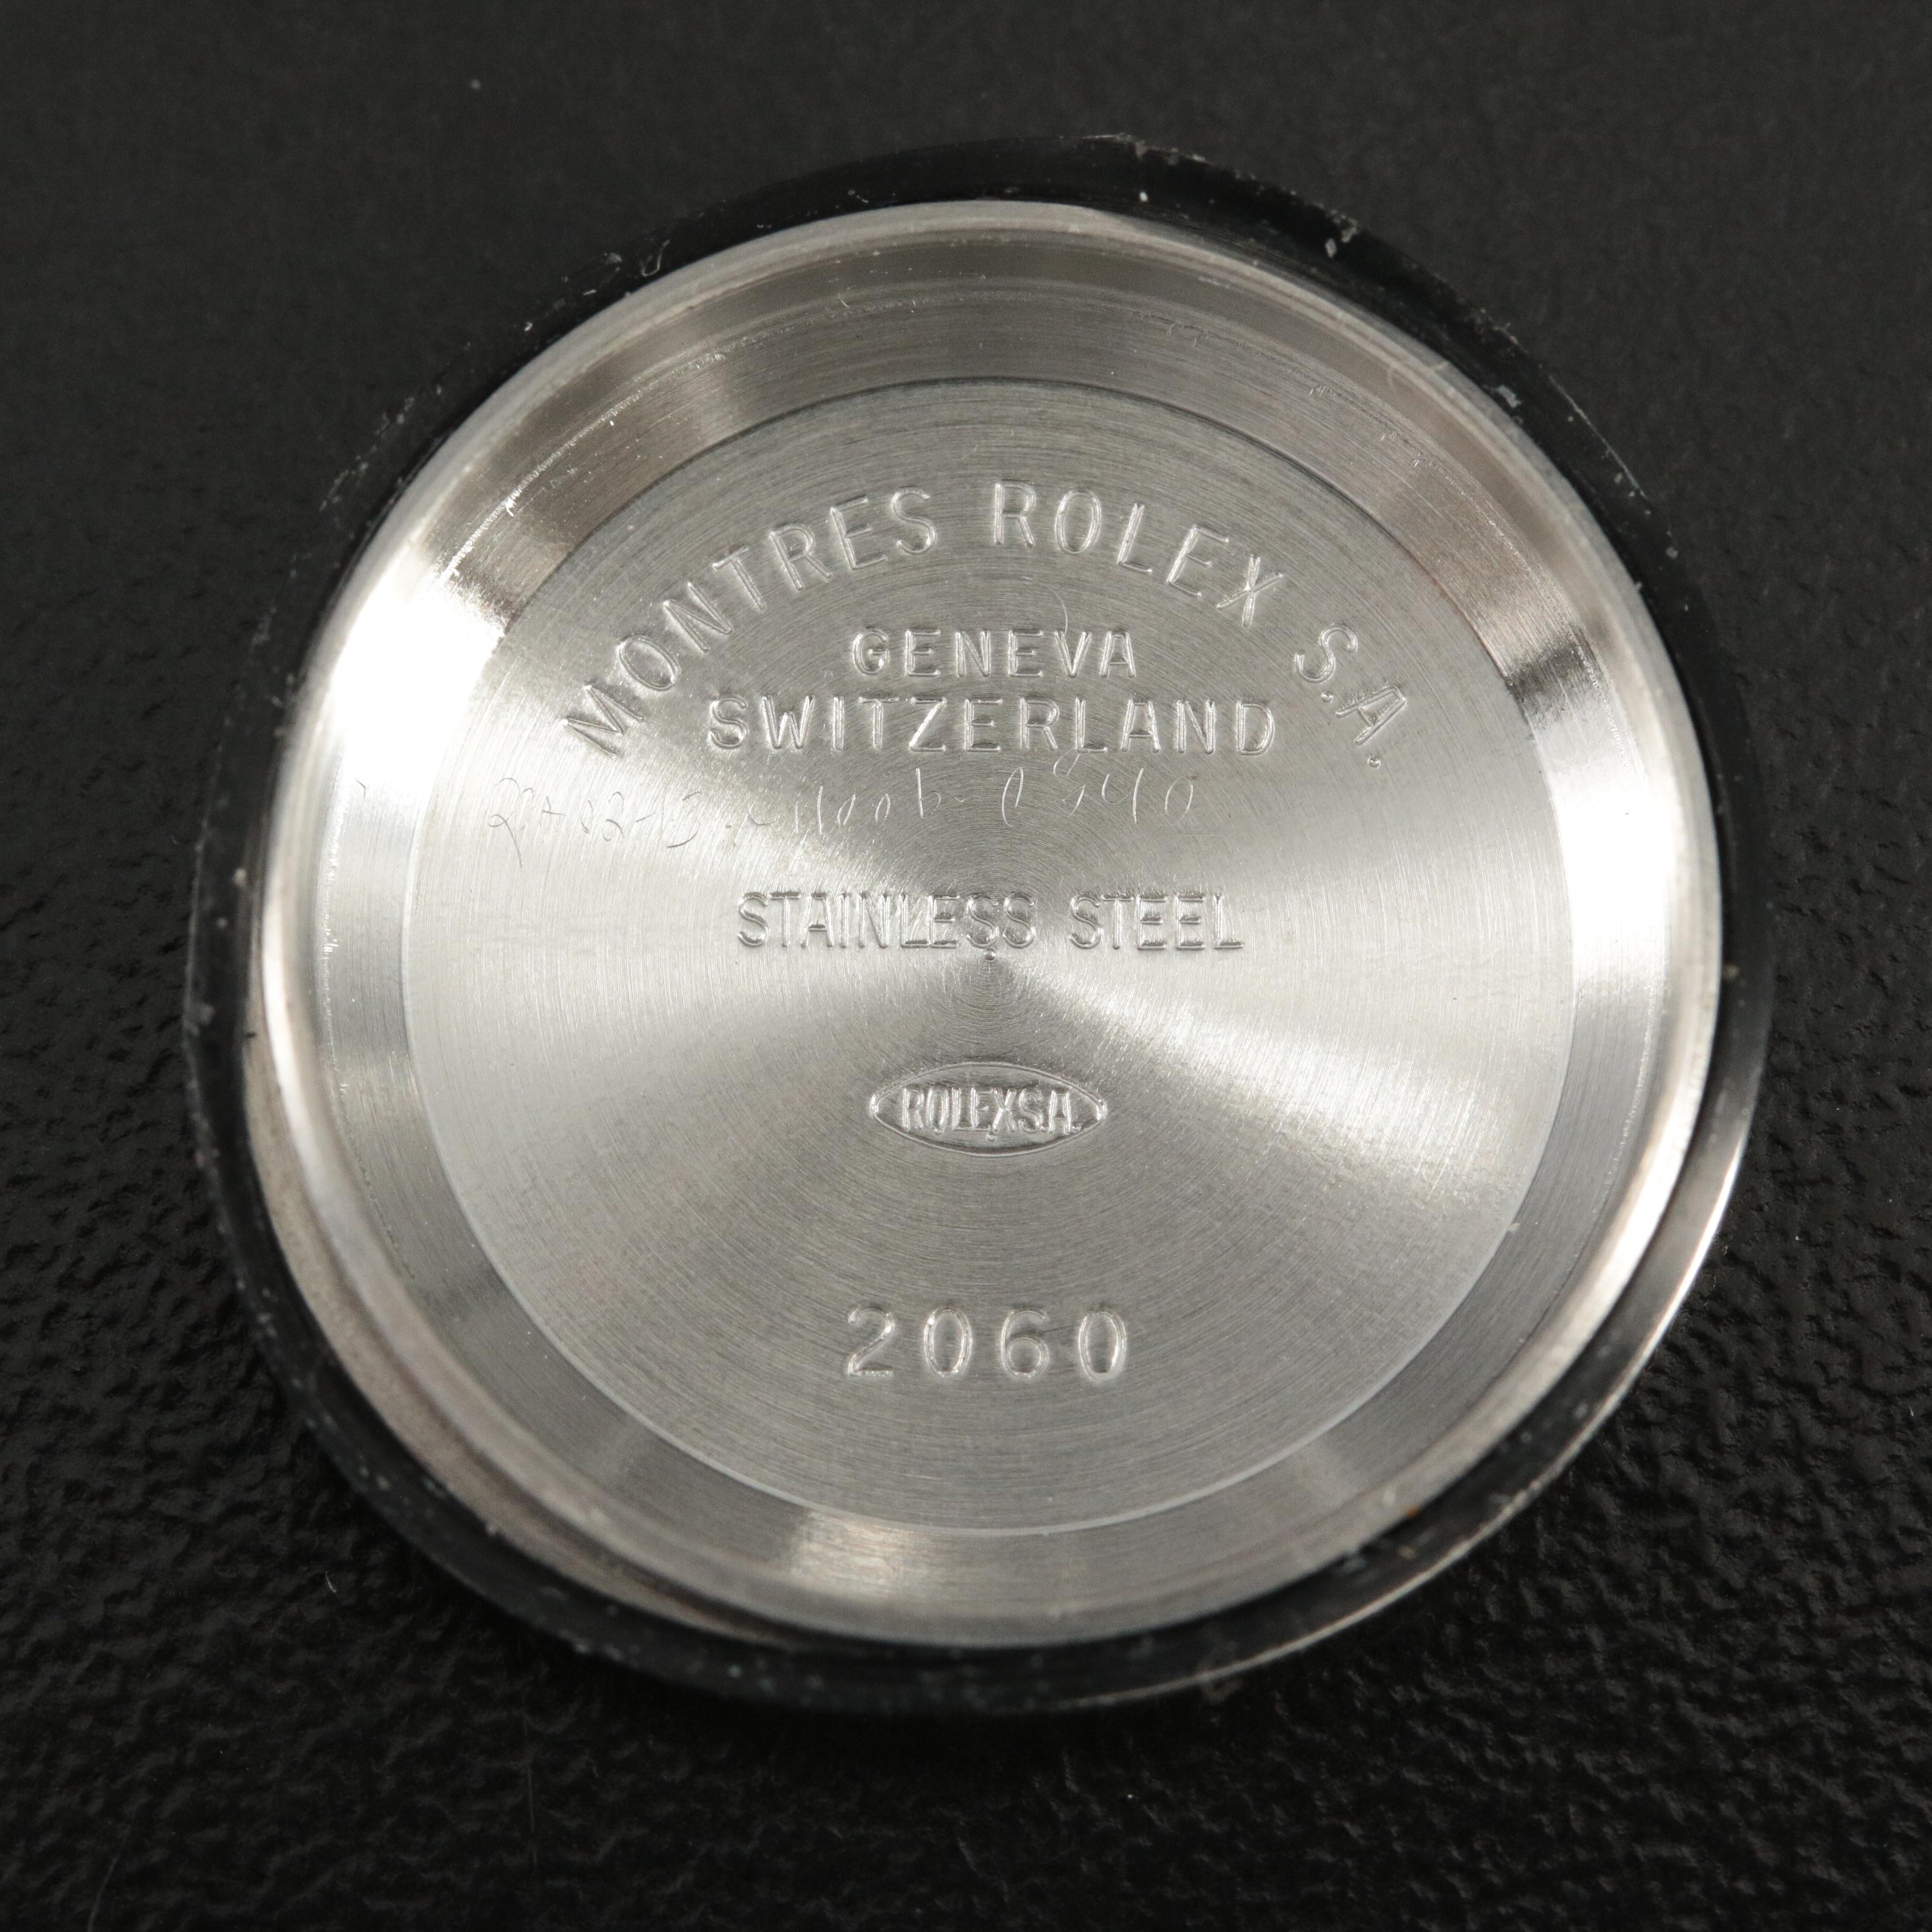 MONTRES ROLEX S.A.
GENEVA
SWITZERLAND
STAINLESS STEEL
ROLEX S.A.
2060